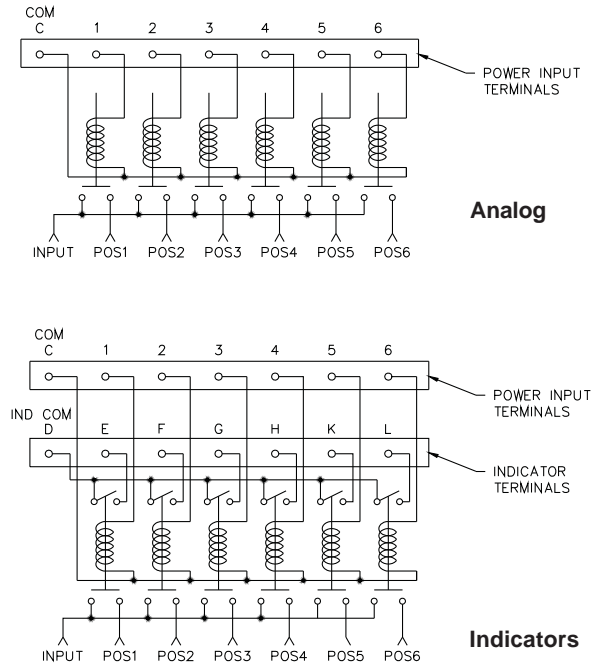 COM
C 1 2 3 4 5 6
POWER INPUT
TERMINALS
Analog
INPUT POS1 POS2 POS3 POS4 POS5 POS6
COM
C 1 2 3 4 5 6
POWER INPUT
TERMINALS
IND COM
D E F G H K L
INDICATOR
TERMINALS
Indicators
INPUT POS1 POS2 POS3 POS4 POS5 POS6